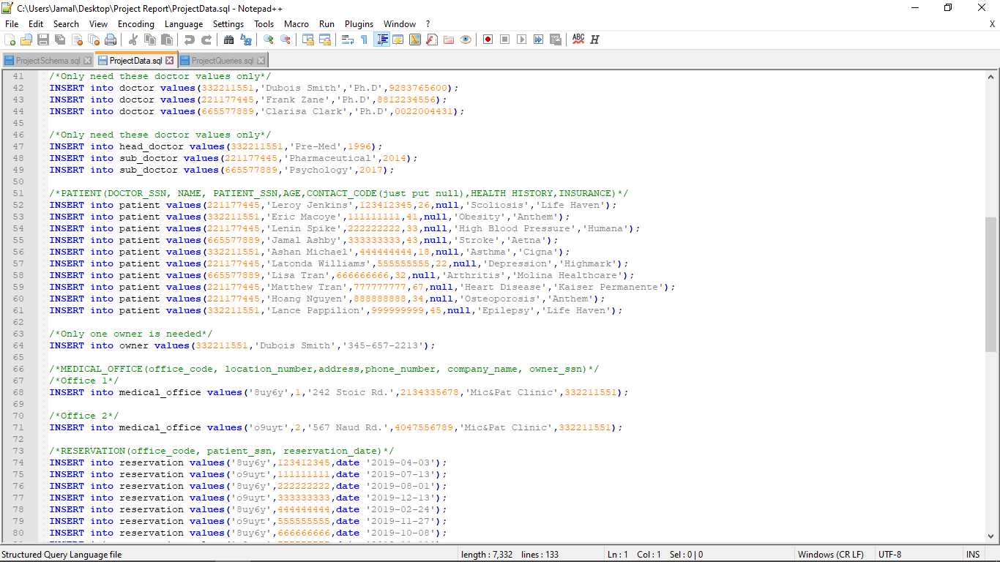 C:\Users\Jamal\Desktop\Project Report\ProjectData.sql - Notepad++
File Edit Search View Encoding Language Settings Tools Macro Run Plugins Window ? X
ProjectSchema.sql ProjectData.sql ProjectQueries.sql
41 /*Only need these doctor values only*/
42 INSERT into doctor values(332211551,'Dubois Smith','Ph.D',9283765600);
43 INSERT into doctor values(221177445,'Frank Zane','Ph.D',8812234556);
44 INSERT into doctor values(665577889,'Clarisa Clark','Ph.D',0022004431);
45
46 /*Only need these doctor values only*/
47 INSERT into head_doctor values(332211551,'Pre-Med',1996);
48 INSERT into sub_doctor values(221177445,'Pharmaceutical',2014);
49 INSERT into sub_doctor values(665577889,'Psychology',2017);
50
51 /*PATIENT(DOCTOR_SSN, NAME, PATIENT_SSN,AGE,CONTACT_CODE(just put null),HEALTH HISTORY,INSURANCE)*/
52 INSERT into patient values(221177445,'Leroy Jenkins',123412345,26,null,'Scoliosis','Life Haven');
53 INSERT into patient values(332211551,'Eric Macoye',111111111,41,null,'Obesity','Anthem');
54 INSERT into patient values(221177445,'Lenin Spike',222222222,33,null,'High Blood Pressure','Humana');
55 INSERT into patient values(665577889,'Jamal Ashby',333333333,43,null,'Stroke','Aetna');
56 INSERT into patient values(332211551,'Ashan Michael',444444444,18,null,'Asthma','Cigna');
57 INSERT into patient values(221177445,'Latonda Williams',555555555,22,null,'Depression','Highmark');
58 INSERT into patient values(665577889,'Lisa Tran',666666666,32,null,'Arthritis','Molina Healthcare');
59 INSERT into patient values(221177445,'Matthew Tran',777777777,67,null,'Heart Disease','Kaiser Permanente');
60 INSERT into patient values(221177445,'Hoang Nguyen',888888888,34,null,'Osteoporosis','Anthem');
61 INSERT into patient values(332211551,'Lance Pappilion',999999999,45,null,'Epilepsy','Life Haven');
62
63 /*Only one owner is needed*/
64 INSERT into owner values(332211551,'Dubois Smith','345-657-2213');
65
66 /*MEDICAL_OFFICE(office_code, location_number,address,phone_number, company_name, owner_ssn)*/
67 /*Office 1*/
68 INSERT into medical_office values('8uy6y',1,'242 Stoic Rd.',2134335678,'Mic&Pat Clinic',332211551);
69
70 /*Office 2*/
71 INSERT into medical_office values('o9uyt',2,'567 Naud Rd.',4047556789,'Mic&Pat Clinic',332211551);
72
73 /*RESERVATION(office_code, patient_ssn, reservation_date)*/
74 INSERT into reservation values('8uy6y',123412345,date '2019-04-03');
75 INSERT into reservation values('o9uyt',111111111,date '2019-07-13');
76 INSERT into reservation values('8uy6y',222222222,date '2019-08-01');
77 INSERT into reservation values('o9uyt',333333333,date '2019-12-13');
78 INSERT into reservation values('8uy6y',444444444,date '2019-02-24');
79 INSERT into reservation values('o9uyt',555555555,date '2019-11-27');
80 INSERT into reservation values('8uy6y',666666666,date '2019-10-08');
Structured Query Language file length : 7,332 lines : 133 Ln : 1 Col : 1 Sel : 0 | 0 Windows (CR LF) UTF-8 INS